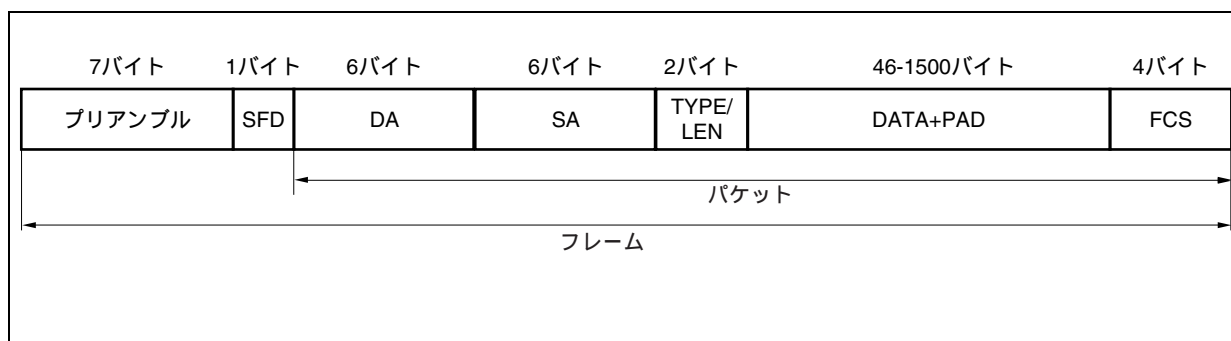 7バイト 1バイト 6バイト 6バイト 2バイト 46-1500バイト 4バイト
プリアンブル SFD DA SA TYPE/LEN DATA+PAD FCS
パケット
フレーム